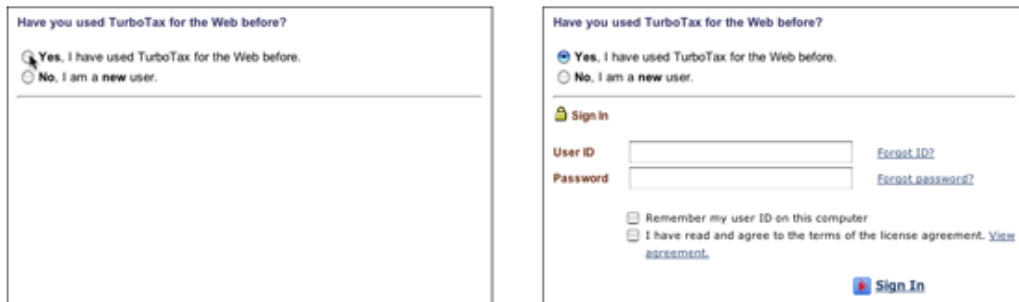 Have you used TurboTax for the Web before?
Yes, I have used TurboTax for the Web before.
No, I am a new user.
Have you used TurboTax for the Web before?
Yes, I have used TurboTax for the Web before.
No, I am a new user.
Sign In
User ID
Forgot ID?
Password
Forgot password?
Remember my user ID on this computer
I have read and agree to the terms of the license agreement. View
agreement.
Sign In